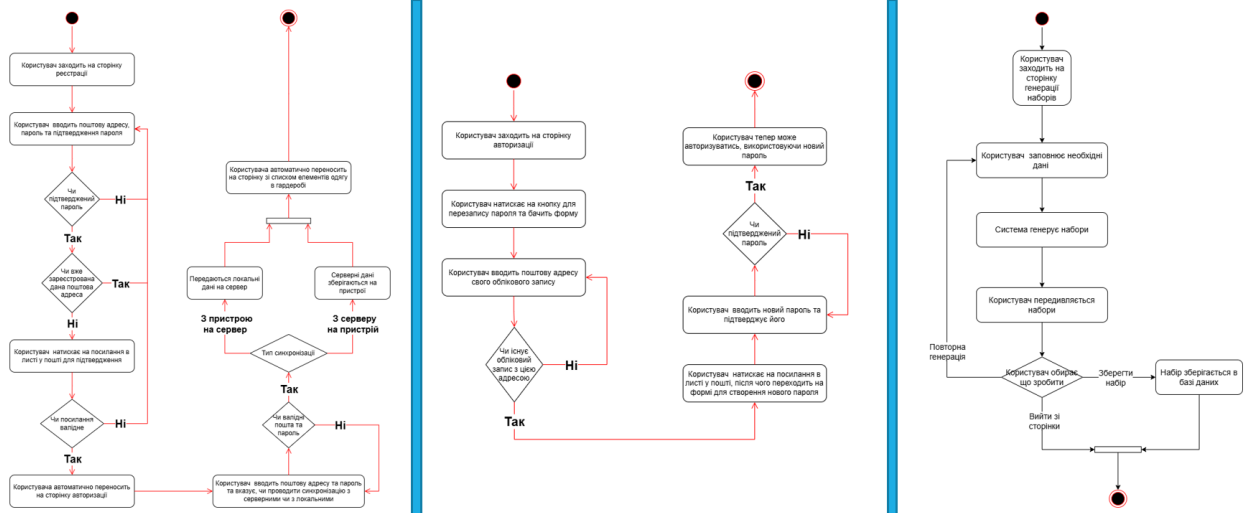 Користувач заходить на сторінку
реєстрації
Користувач вводить поштову адресу,
пароль та підтвердження пароля
Чи
підтверджений
пароль
Ні
Так
Чи вже
зареєстрована
дана поштова
адреса
Так
Ні
Користувач натискає на посилання в
листі у пошті для підтвердження
Чи посилання
валідне
Ні
Так
Користувача автоматично переносить
на сторінку авторизації
Користувача автоматично переносить
на сторінку зі списком елементів одягу
в гардеробі
Передаються локальні
дані на сервер
Серверні дані
зберігаються на
пристрої
З пристрою
на сервер
З серверу
на пристрій
Тип синхронізації
Так
Чи валідні
пошта та
пароль
Ні
Користувач вводить поштову адресу та пароль
та вказує, чи проводити синхронізацію з
серверними чи з локальними
Користувач заходить на сторінку
авторизації
Користувач натискає на кнопку для
перезапису пароля та бачить форму
Користувач вводить поштову адресу
свого облікового запису
Чи існує
обліковий
запис з цією
адресою
Ні
Так
Користувач тепер може
авторизуватись, використовуючи новий
пароль
Так
Чи
підтверджений
пароль
Ні
Користувач вводить новий пароль та
підтверджує його
Користувач натискає на посилання в
листі у пошті, після чого переходить на
формі для створення нового пароля
Користувач
заходить на
сторінку
генерації
наборів
Користувач заповнює необхідні
дані
Система генерує набори
Користувач передивляється
набори
Повторна
генерація
Користувач обирає
що зробити
Зберегти
набір
Набір зберігається в
базі даних
Вийти зі
сторінки